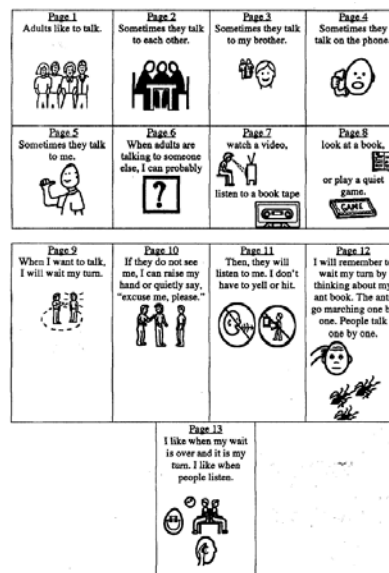 Page 1
Adults like to talk.
Page 2
Sometimes they talk
to each other.
Page 3
Sometimes they talk
to my brother.
Page 4
Sometimes they
talk on the phone
Page 5
Sometimes they talk
to me.
Page 6
When adults are
talking to someone
else, I can probably
?
Page 7
watch a video,
listen to a book tape
Page 8
look at a book,
or play a quiet
game.
GAME
Page 9
When I want to talk,
I will wait my turn.
Page 10
If they do not see
me, I can raise my
hand or quietly say,
"excuse me, please."
Page 11
Then, they will
listen to me. I don't
have to yell or hit.
Page 12
I will remember to
wait my turn by
thinking about my
ant book. The ant
go marching one b
one. People talk
one by one.
Page 13
I like when my wait
is over and it is my
turn. I like when
people listen.